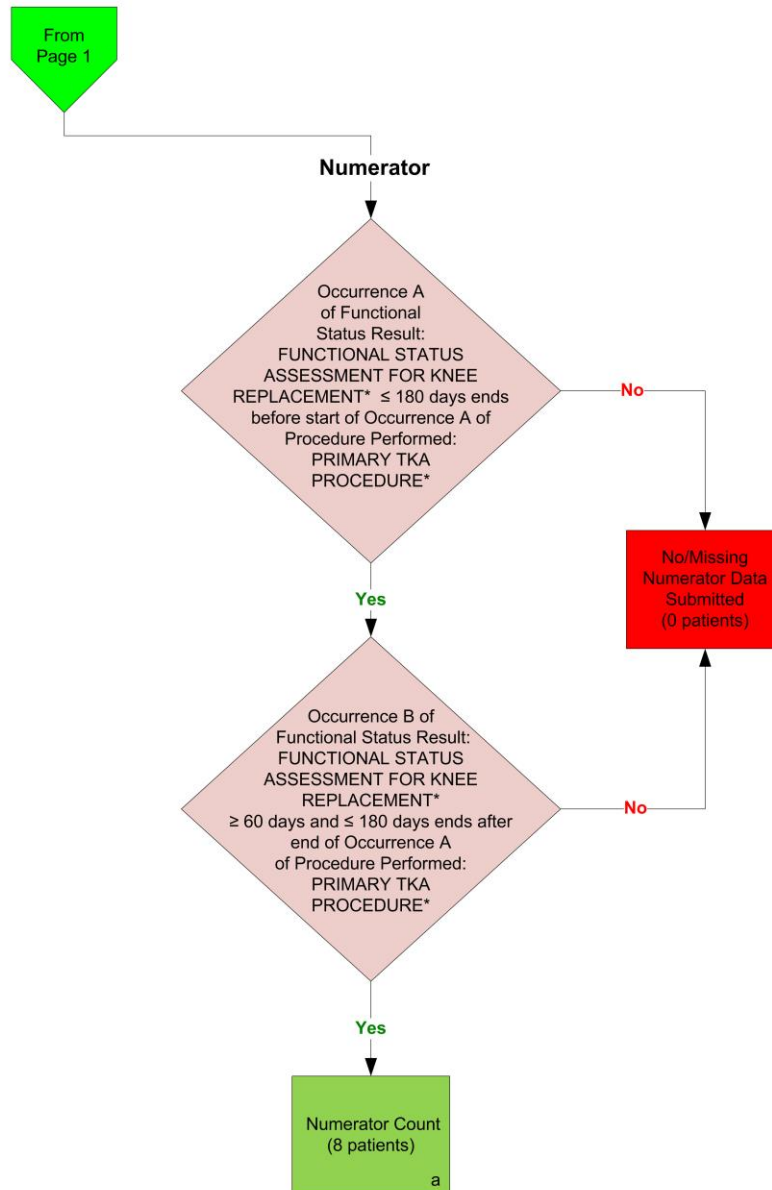 From
Page 1
Numerator
Occurrence A
of Functional
Status Result:
FUNCTIONAL STATUS
ASSESSMENT FOR KNEE
REPLACEMENT* ≤ 180 days ends
before start of Occurrence A of
Procedure Performed:
PRIMARY TKA
PROCEDURE*
No
No/Missing
Numerator Data
Submitted
(0 patients)
Yes
Occurrence B of
Functional Status Result:
FUNCTIONAL STATUS
ASSESSMENT FOR KNEE
REPLACEMENT*
≥ 60 days and ≤ 180 days ends after
end of Occurrence A
of Procedure Performed:
PRIMARY TKA
PROCEDURE*
No
Yes
Numerator Count
(8 patients)
a